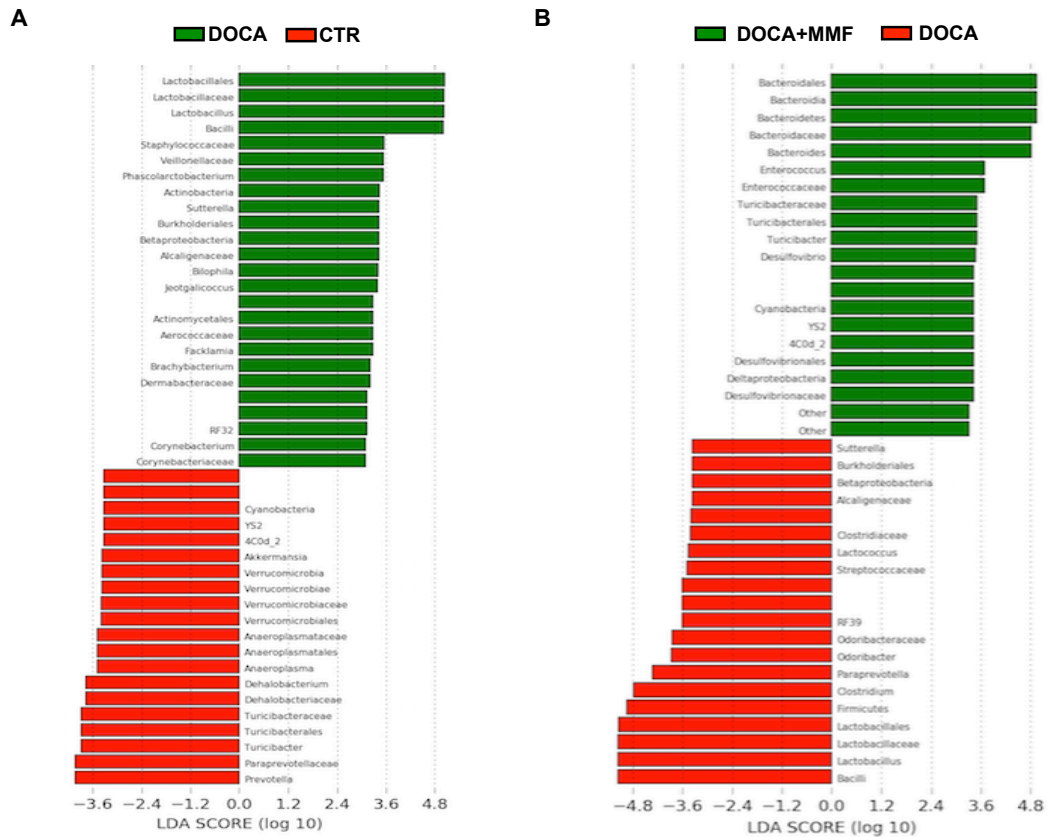 A
DOCA CTR
Lactobacillales
Lactobacillaceae
Lactobacillus
Bacilli
Staphylococcaceae
Veillonellaceae
Phascolarctobacterium
Actinobacteria
Sutterella
Burkholderiales
Betaproteobacteria
Alcaligenaceae
Bilophila
Jeotgalicoccus
Actinomycetales
Aerococcaceae
Facklamia
Brachybacterium
Dermabacteraceae
RF32
Corynebacterium
Corynebacteriaceae
Cyanobacteria
YS2
4C0d_2
Akkermansia
Verrucomicrobia
Verrucomicrobiae
Verrucomicrobiaceae
Verrucomicrobiales
Anaeroplasmataceae
Anaeroplasmatales
Anaeroplasma
Dehalobacterium
Dehalobacteriaceae
Turicibacteraceae
Turicibacterales
Turicibacter
Paraprevotellaceae
Prevotella
−3.6 −2.4 −1.2 0.0 1.2 2.4 3.6 4.8
LDA SCORE (log 10)
B
DOCA+MMF DOCA
Bacteroidales
Bacteroidia
Bacteroidetes
Bacteroidaceae
Bacteroides
Enterococcus
Enterococcaceae
Turicibacteraceae
Turicibacterales
Turicibacter
Desulfovibrio
Cyanobacteria
YS2
4C0d_2
Desulfovibrionales
Deltaproteobacteria
Desulfovibrionaceae
Other
Other
Sutterella
Burkholderiales
Betaproteobacteria
Alcaligenaceae
Clostridiaceae
Lactococcus
Streptococcaceae
RF39
Odoribacteraceae
Odoribacter
Paraprevotella
Clostridium
Firmicutes
Lactobacillales
Lactobacillaceae
Lactobacillus
Bacilli
−4.8 −3.6 −2.4 −1.2 0.0 1.2 2.4 3.6 4.8
LDA SCORE (log 10)